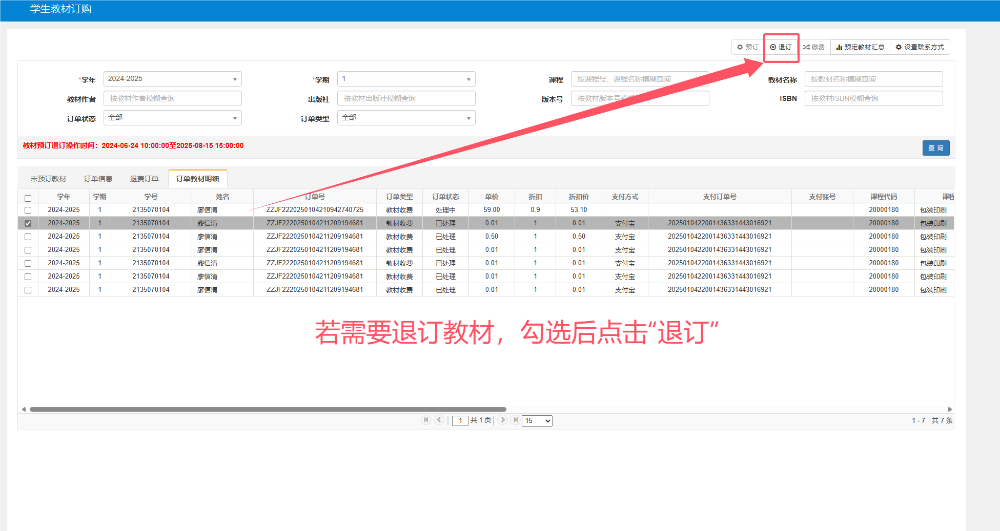 学生教材订购
预订 退订 缴费 预定教材汇总 设置联系方式
*学年 2024-2025 *学期 1 课程 按课程号、课程名称模糊查询 教材名称 按教材名称模糊查询
教材作者 按教材作者模糊查询 出版社 按教材出版社模糊查询 版本号 按教材版本号模 ISBN 按教材ISBN模糊查询
订单状态 全部 订单类型 全部
教材预订退订操作时间：2024-06-24 10:00:00至2025-08-15 15:00:00 查 询
未预订教材 订单信息 退费订单 订单教材明细
学年 学期 学号 姓名 订单号 订单类型 订单状态 单价 折扣 折扣价 支付方式 支付订单号 支付账号 课程代码 课程
2024-2025 1 2135070104 廖信清 ZZJF2220250104210942740725 教材收费 处理中 59.00 0.9 53.10 20000180 包装印刷
2024-2025 1 2135070104 廖信清 ZZJF2220250104211209194681 教材收费 已处理 0.01 1 0.01 支付宝 2025010422001436331443016921 20000180 包装印刷
2024-2025 1 2135070104 廖信清 ZZJF2220250104211209194681 教材收费 已处理 0.50 1 0.50 支付宝 2025010422001436331443016921 20000180 包装印刷
2024-2025 1 2135070104 廖信清 ZZJF2220250104211209194681 教材收费 已处理 0.01 1 0.01 支付宝 2025010422001436331443016921 20000180 包装印刷
2024-2025 1 2135070104 廖信清 ZZJF2220250104211209194681 教材收费 已处理 0.01 1 0.01 支付宝 2025010422001436331443016921 20000180 包装印刷
2024-2025 1 2135070104 廖信清 ZZJF2220250104211209194681 教材收费 已处理 0.01 1 0.01 支付宝 2025010422001436331443016921 20000180 包装印刷
2024-2025 1 2135070104 廖信清 ZZJF2220250104211209194681 教材收费 已处理 0.01 1 0.01 支付宝 2025010422001436331443016921 20000180 包装印刷
若需要退订教材，勾选后点击“退订”
1 共 1 页 15 1 - 7 共 7 条